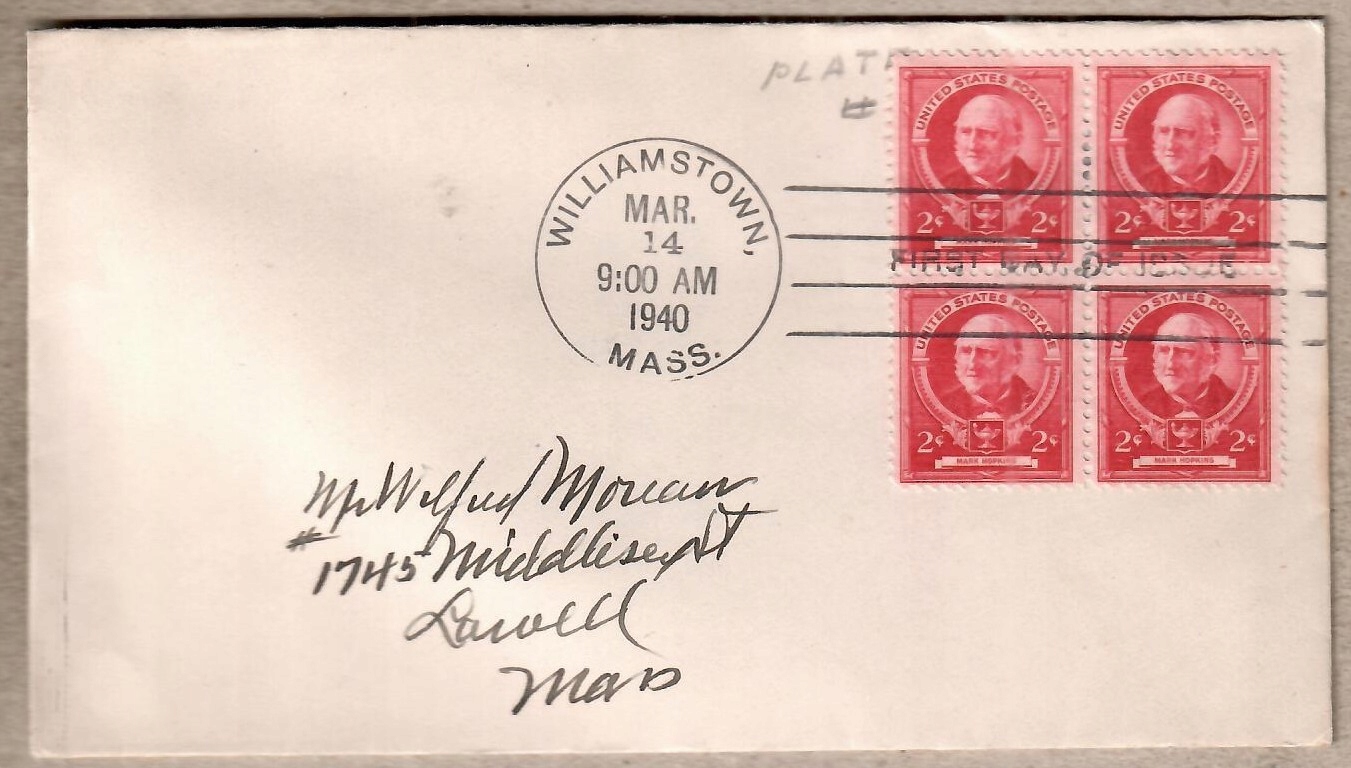 PLATE
#
UNITED STATES POSTAGE
2¢ 2¢
UNITED STATES POSTAGE
2¢ 2¢
WILLIAMSTOWN,
MAR.
14
9:00 AM
1940
MASS.
FIRST DAY OF ISSUE
UNITED STATES POSTAGE
2¢ 2¢
MARK HOPKINS
UNITED STATES POSTAGE
2¢ 2¢
MARK HOPKINS
Mr Wilfred Moreau
#
1745 Middlesex St
Lowell
Mass